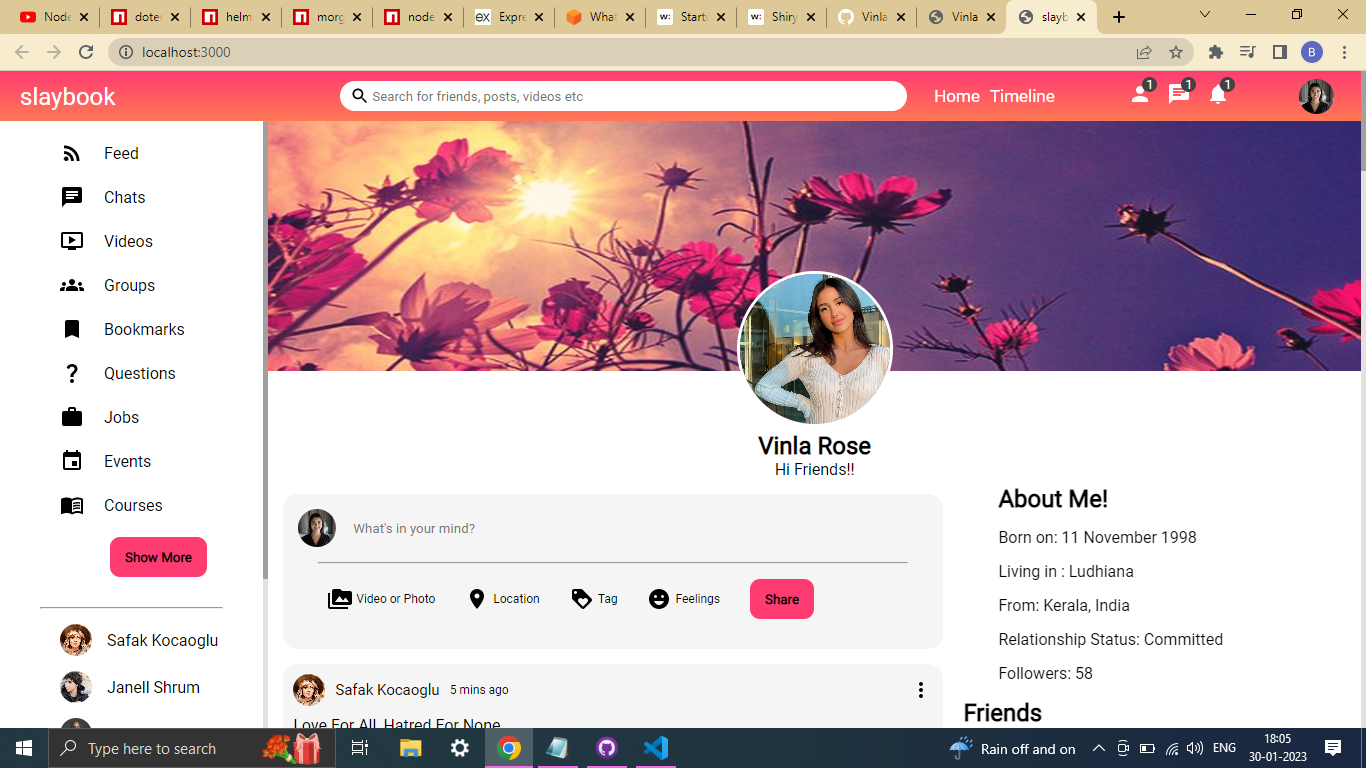 Node
doten
helm
morg
node
Expre
What
Startu
Shiry
Vinla
Vinla
slayb
localhost:3000
B
slaybook
Search for friends, posts, videos etc
Home Timeline
1 1 1
Feed
Chats
Videos
Groups
Bookmarks
Questions
Jobs
Events
Courses
Show More
Safak Kocaoglu
Janell Shrum
Vinla Rose
Hi Friends!!
What's in your mind?
Video or Photo Location Tag Feelings Share
Safak Kocaoglu 5 mins ago
Love For All, Hatred For None
About Me!
Born on: 11 November 1998
Living in : Ludhiana
From: Kerala, India
Relationship Status: Committed
Followers: 58
Friends
Type here to search
Rain off and on
ENG
18:05
30-01-2023